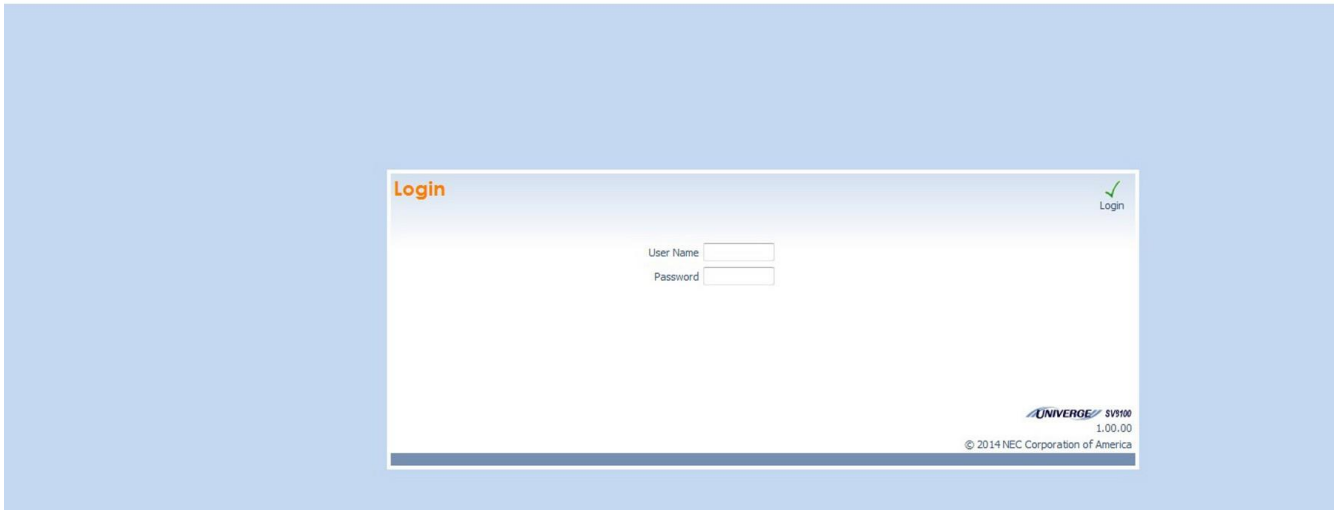 Login
Login
User Name
Password
UNIVERGE SV9100
1.00.00
© 2014 NEC Corporation of America